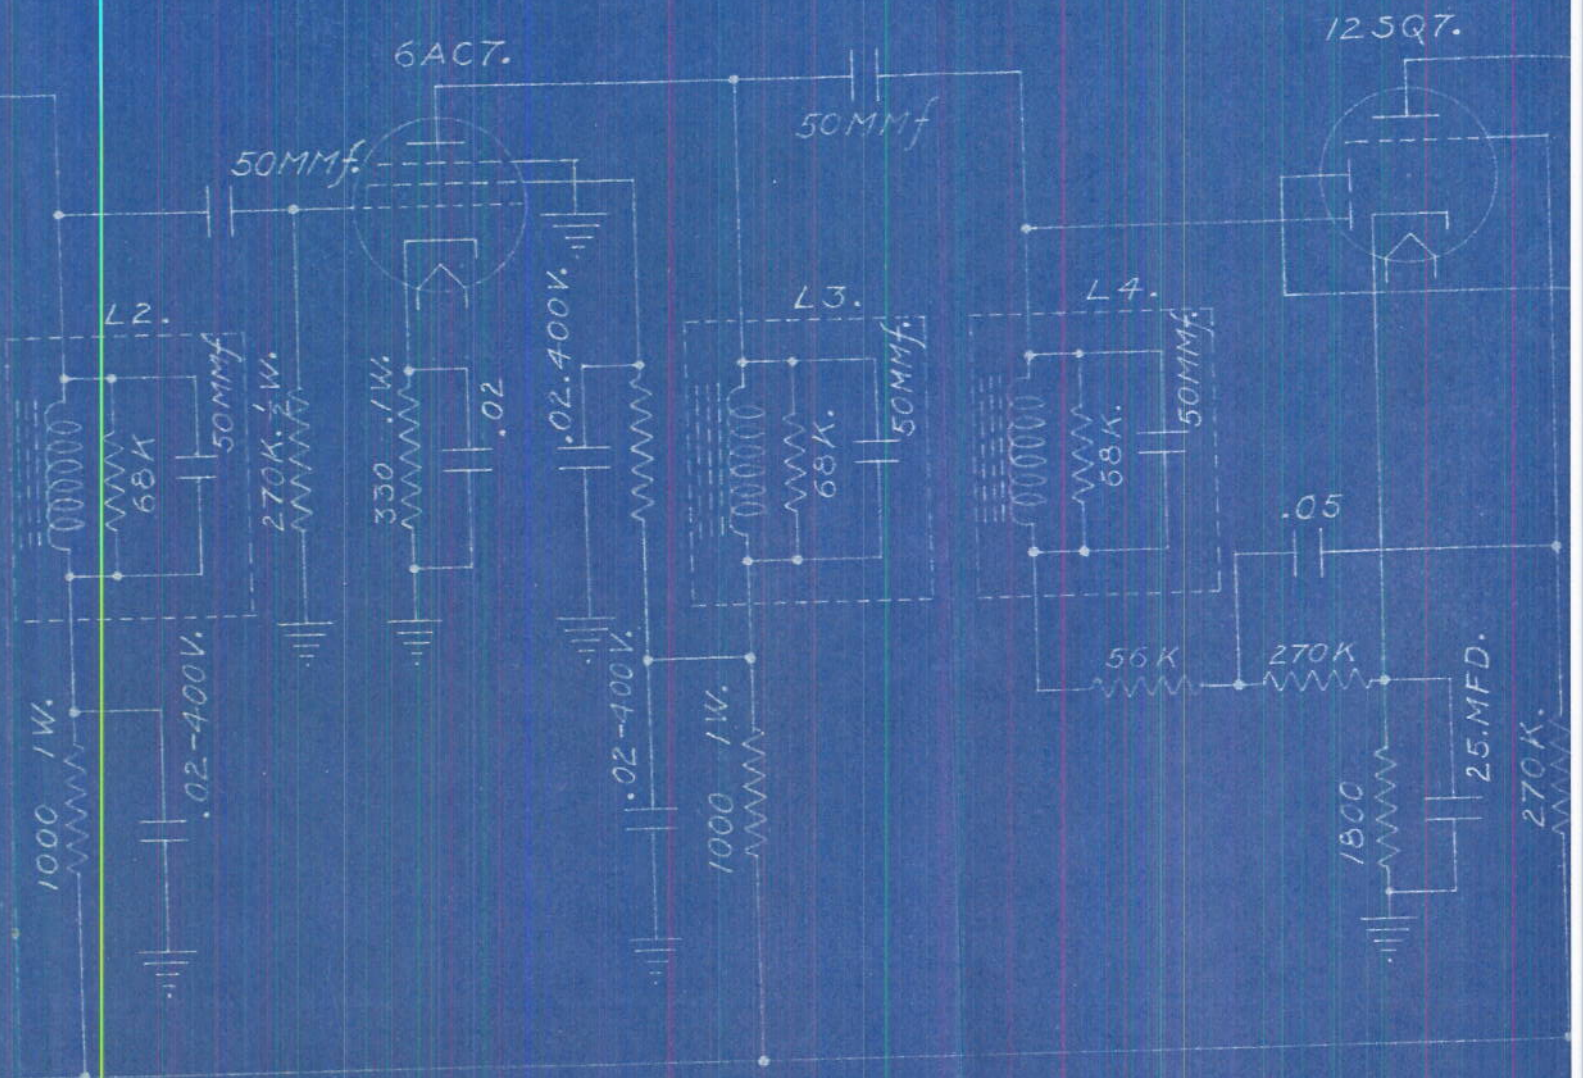 6AC7.
12SQ7.
50MMf.
50MMf
L2.
L3.
L4.
50MMf
68K
270K. ½ W.
330 .1W.
.02
.02.400V.
68K.
50MMf.
68K.
50MMf.
.05
56K
270K
1000 1W.
.02-400V.
.02-400V.
1000 1W.
1800
25.MFD.
270K.